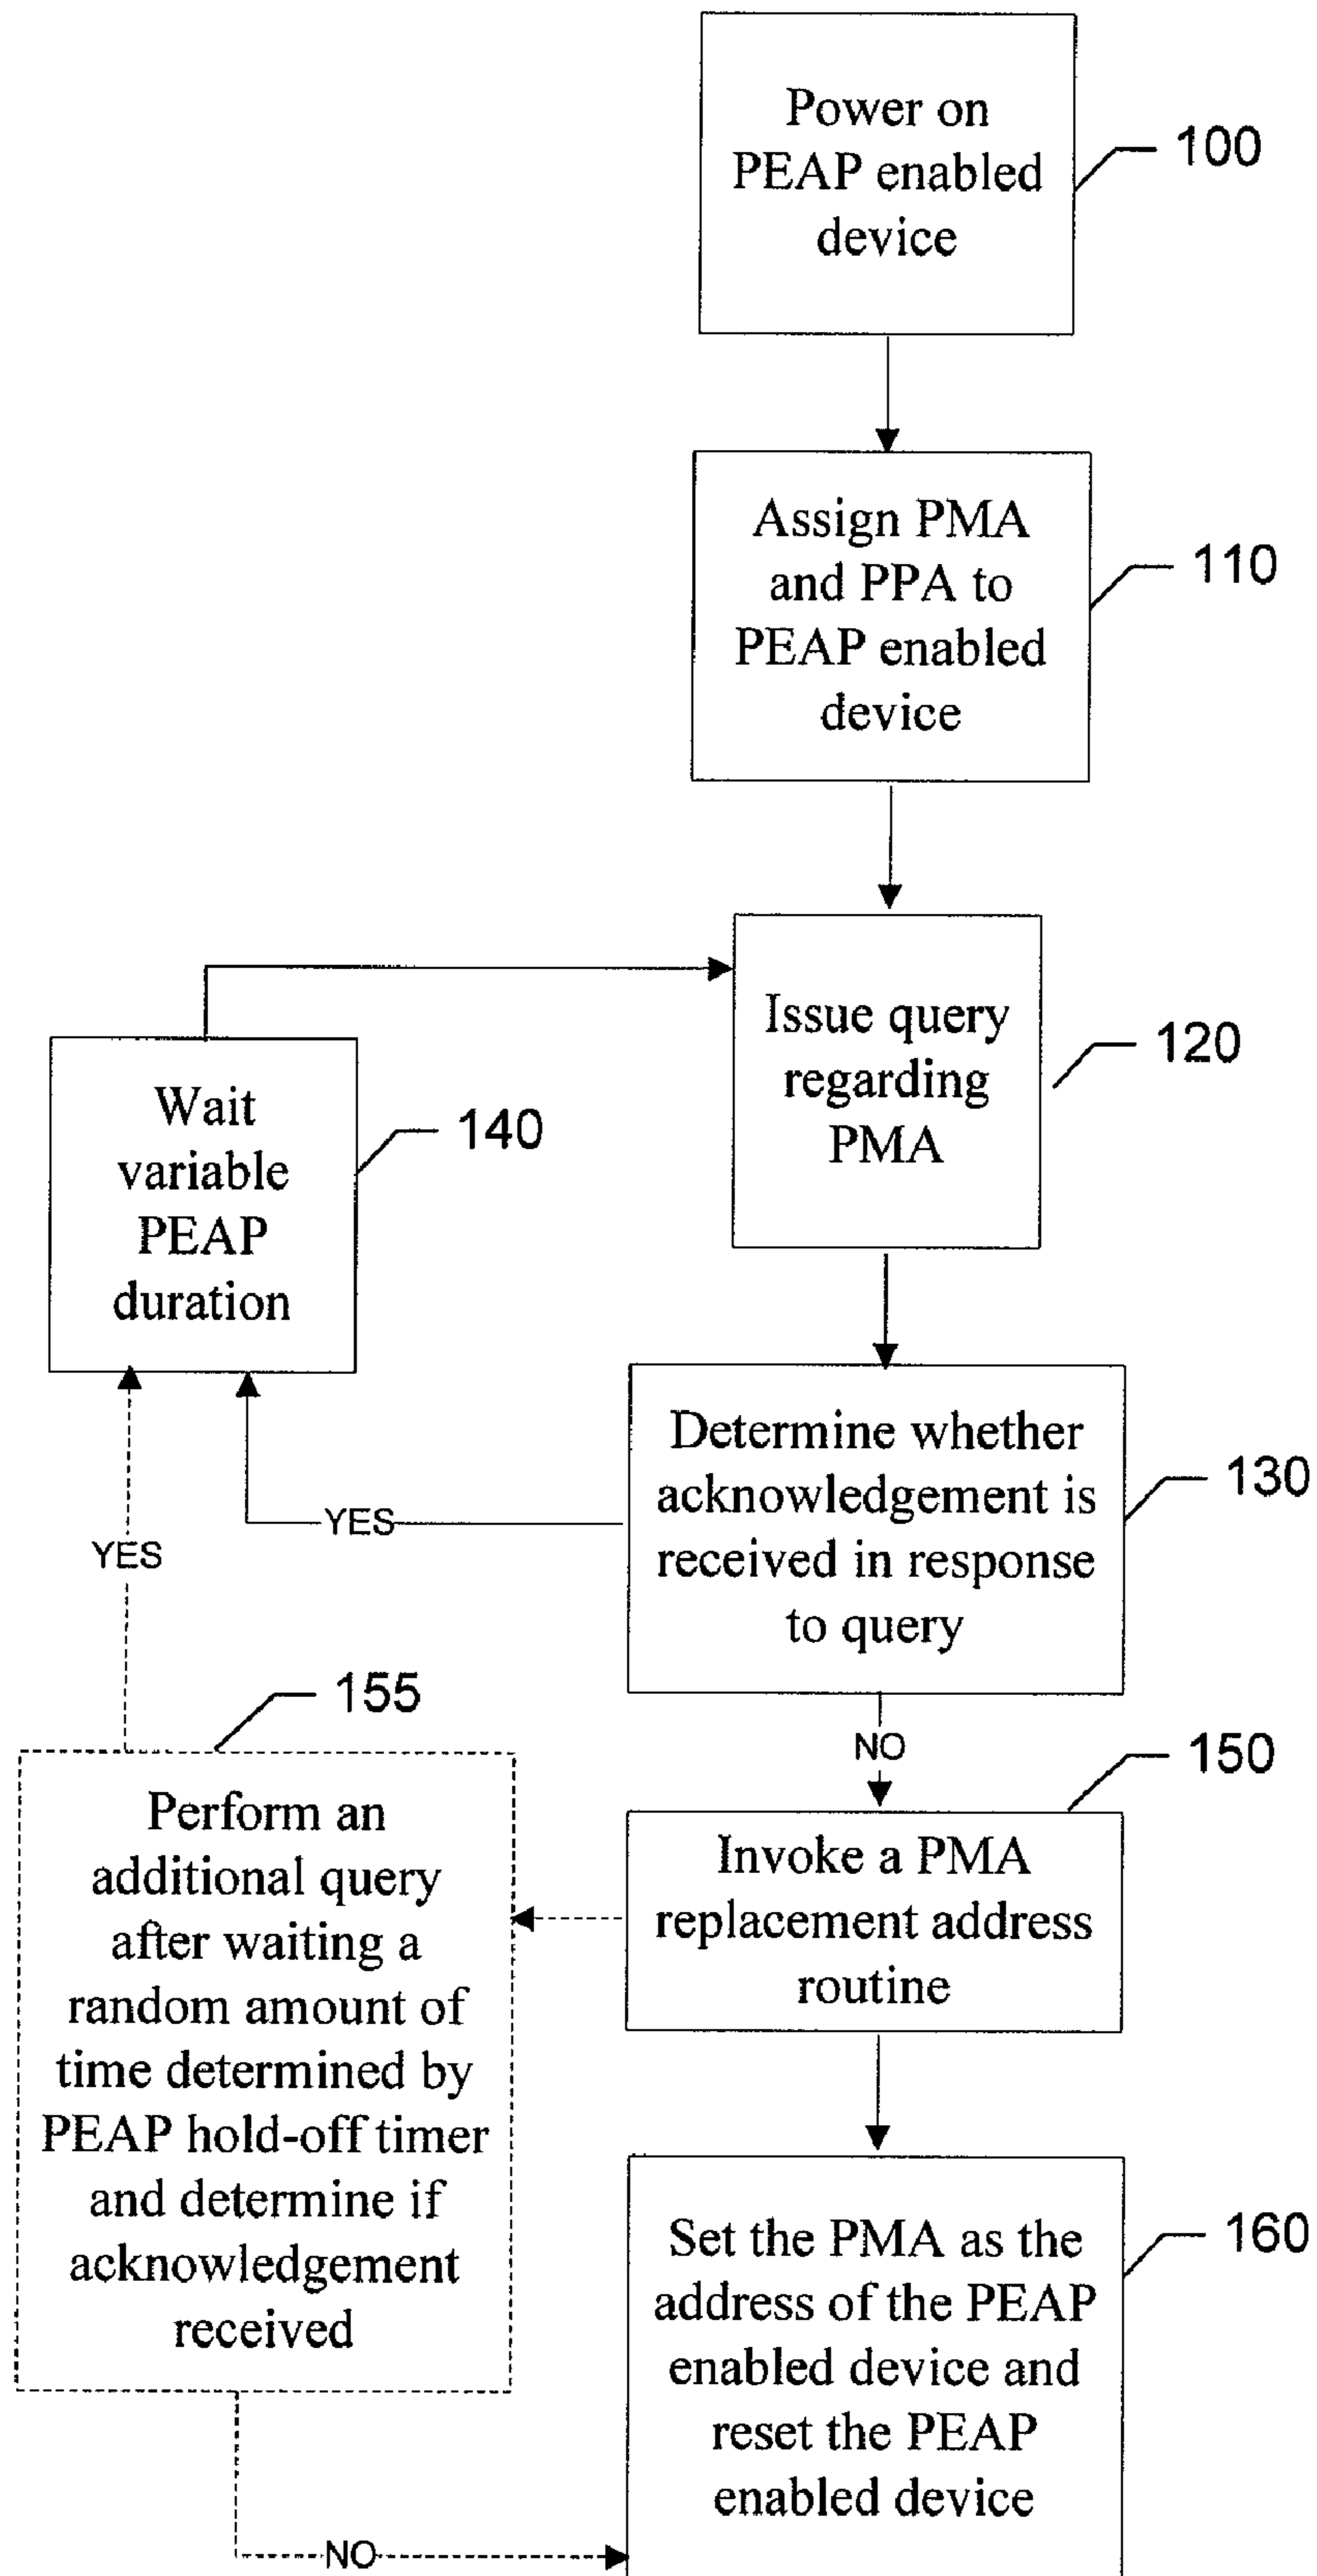 Power on
PEAP enabled
device
100
Assign PMA
and PPA to
PEAP enabled
device
110
Issue query
regarding
PMA
120
Wait
variable
PEAP
duration
140
Determine whether
acknowledgement is
received in response
to query
130
YES
YES
NO
155
Perform an
additional query
after waiting a
random amount of
time determined by
PEAP hold-off timer
and determine if
acknowledgement
received
150
Invoke a PMA
replacement address
routine
160
Set the PMA as the
address of the PEAP
enabled device and
reset the PEAP
enabled device
NO